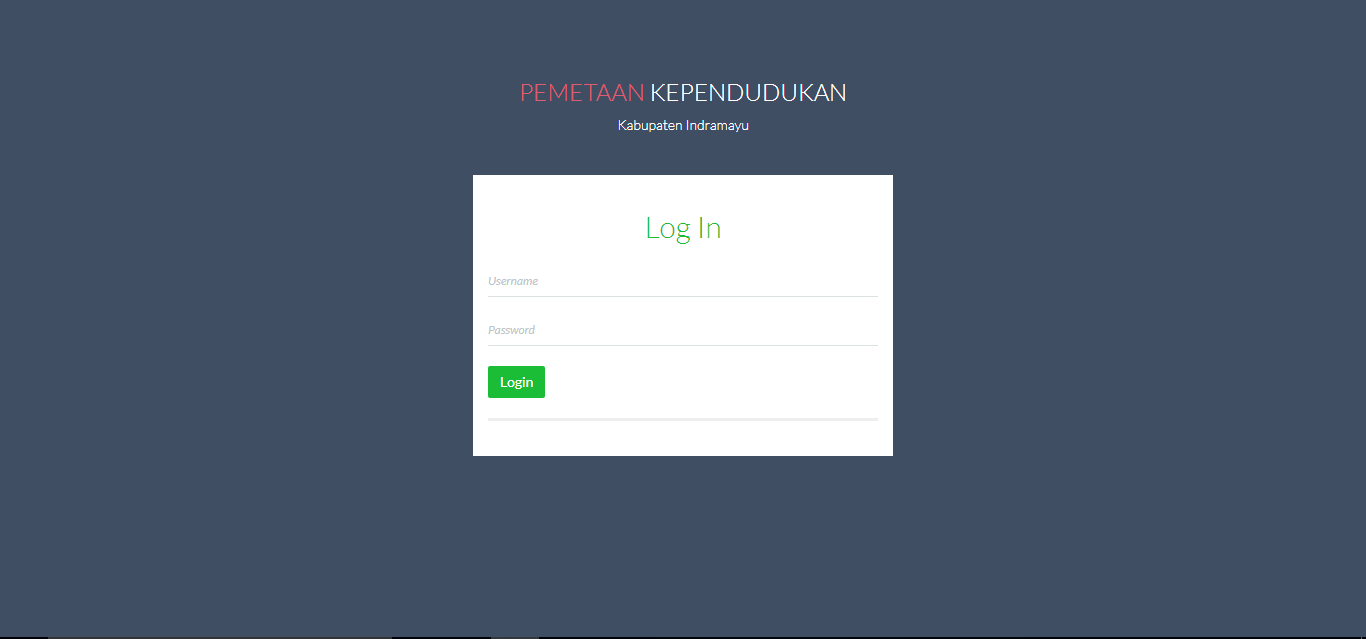 PEMETAAN KEPENDUDUKAN
Kabupaten Indramayu
Log In
Username
Password
Login